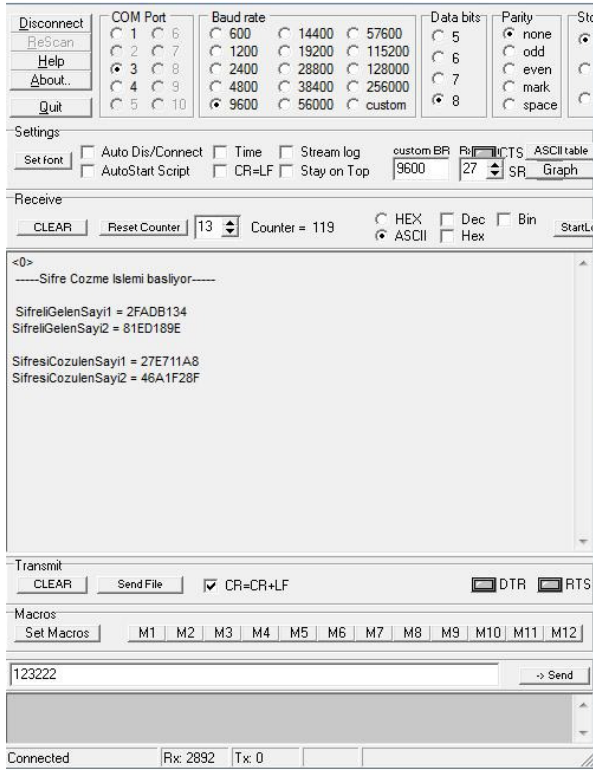 Disconnect
ReScan
Help
About..
Quit
COM Port
1 6
2 7
3 8
4 9
5 10
Baud rate
600 14400 57600
1200 19200 115200
2400 28800 128000
4800 38400 256000
9600 56000 custom
Data bits
5
6
7
8
Parity
none
odd
even
mark
space
Settings
Set font
Auto Dis/Connect Time Stream log
AutoStart Script CR=LF Stay on Top
custom BR
9600
27
CTS
ASCII table
Graph
Receive
CLEAR Reset Counter 13 Counter = 119
HEX Dec Bin
ASCII Hex
<0>
-----Sifre Cozme Islemi basliyor-----
SifreliGelenSayi1 = 2FADB134
SifreliGelenSayi2 = 81ED189E
SifresiCozulenSayi1 = 27E711A8
SifresiCozulenSayi2 = 46A1F28F
Transmit
CLEAR Send File CR=CR+LF DTR RTS
Macros
Set Macros M1 M2 M3 M4 M5 M6 M7 M8 M9 M10 M11 M12
123222
-> Send
Connected Rx: 2892 Tx: 0